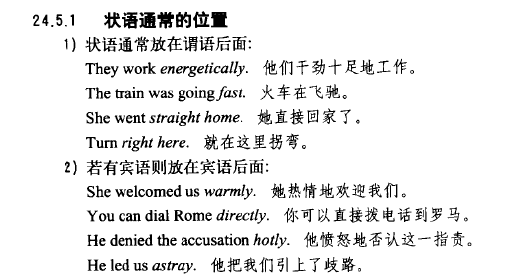 24.5.1 状语通常的位置
1）状语通常放在谓语后面：
They work energetically. 他们干劲十足地工作。
The train was going fast. 火车在飞驰。
She went straight home. 她直接回家了。
Turn right here. 就在这里拐弯。
2）若有宾语则放在宾语后面：
She welcomed us warmly. 她热情地欢迎我们。
You can dial Rome directly. 你可以直接拨电话到罗马。
He denied the accusation hotly. 他愤怒地否认这一指责。
He led us astray. 他把我们引上了歧路。